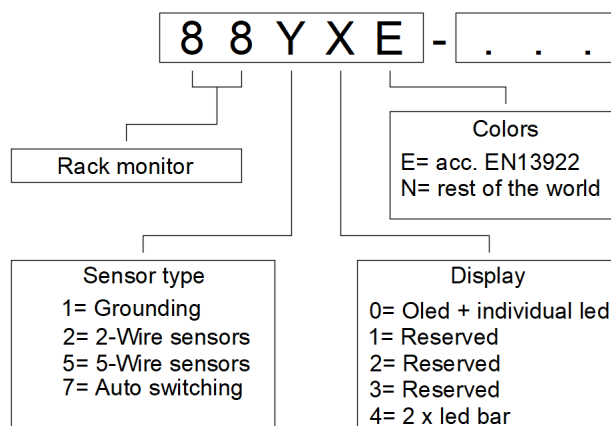 8 8 Y X E - . . .
Colors
E= acc. EN13922
N= rest of the world
Rack monitor
Sensor type
1= Grounding
2= 2-Wire sensors
5= 5-Wire sensors
7= Auto switching
Display
0= Oled + individual led
1= Reserved
2= Reserved
3= Reserved
4= 2 x led bar